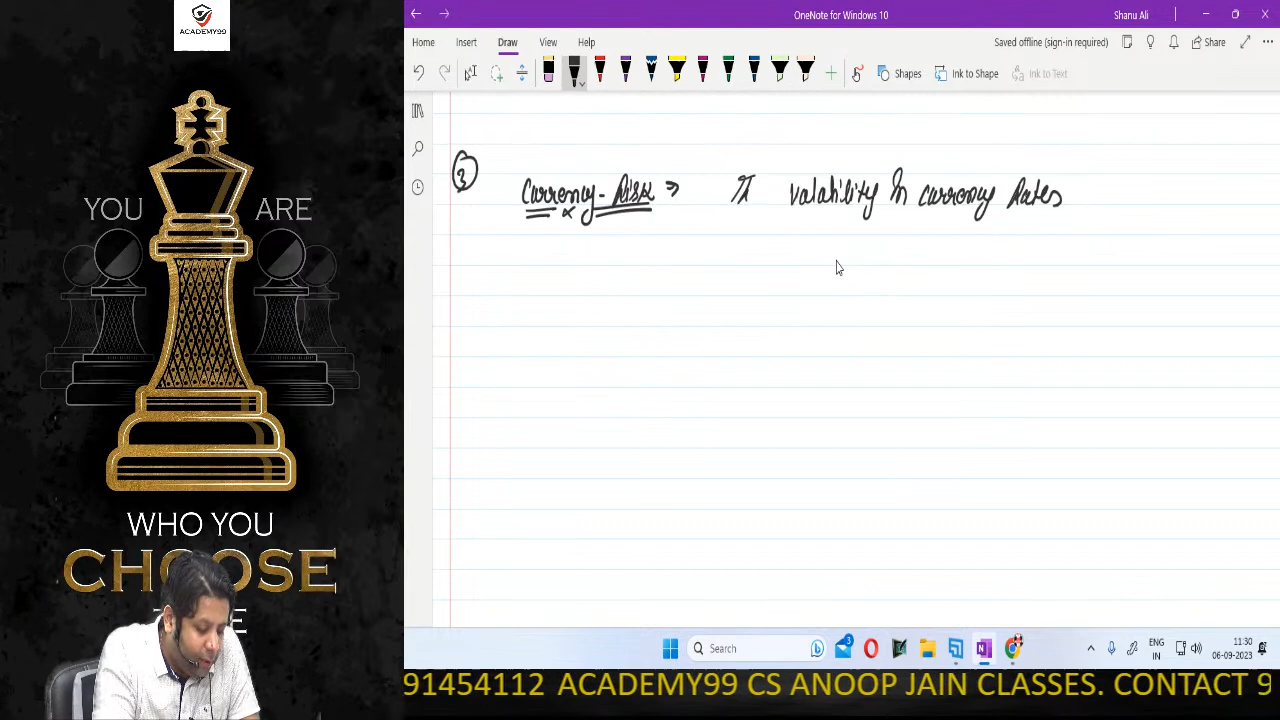 ACADEMY99
YOU ARE
WHO YOU
CHOOSE
OneNote for Windows 10
Shanu Ali
Home Insert Draw View Help
Saved offline (sign-in required)
Share
Shapes
Ink to Shape
Ink to Text
3
Currency - Risk ⇒ volability In currency Rates
Search
3
ENG
IN
11:30
06-09-2023
91454112 ACADEMY99 CS ANOOP JAIN CLASSES. CONTACT 9